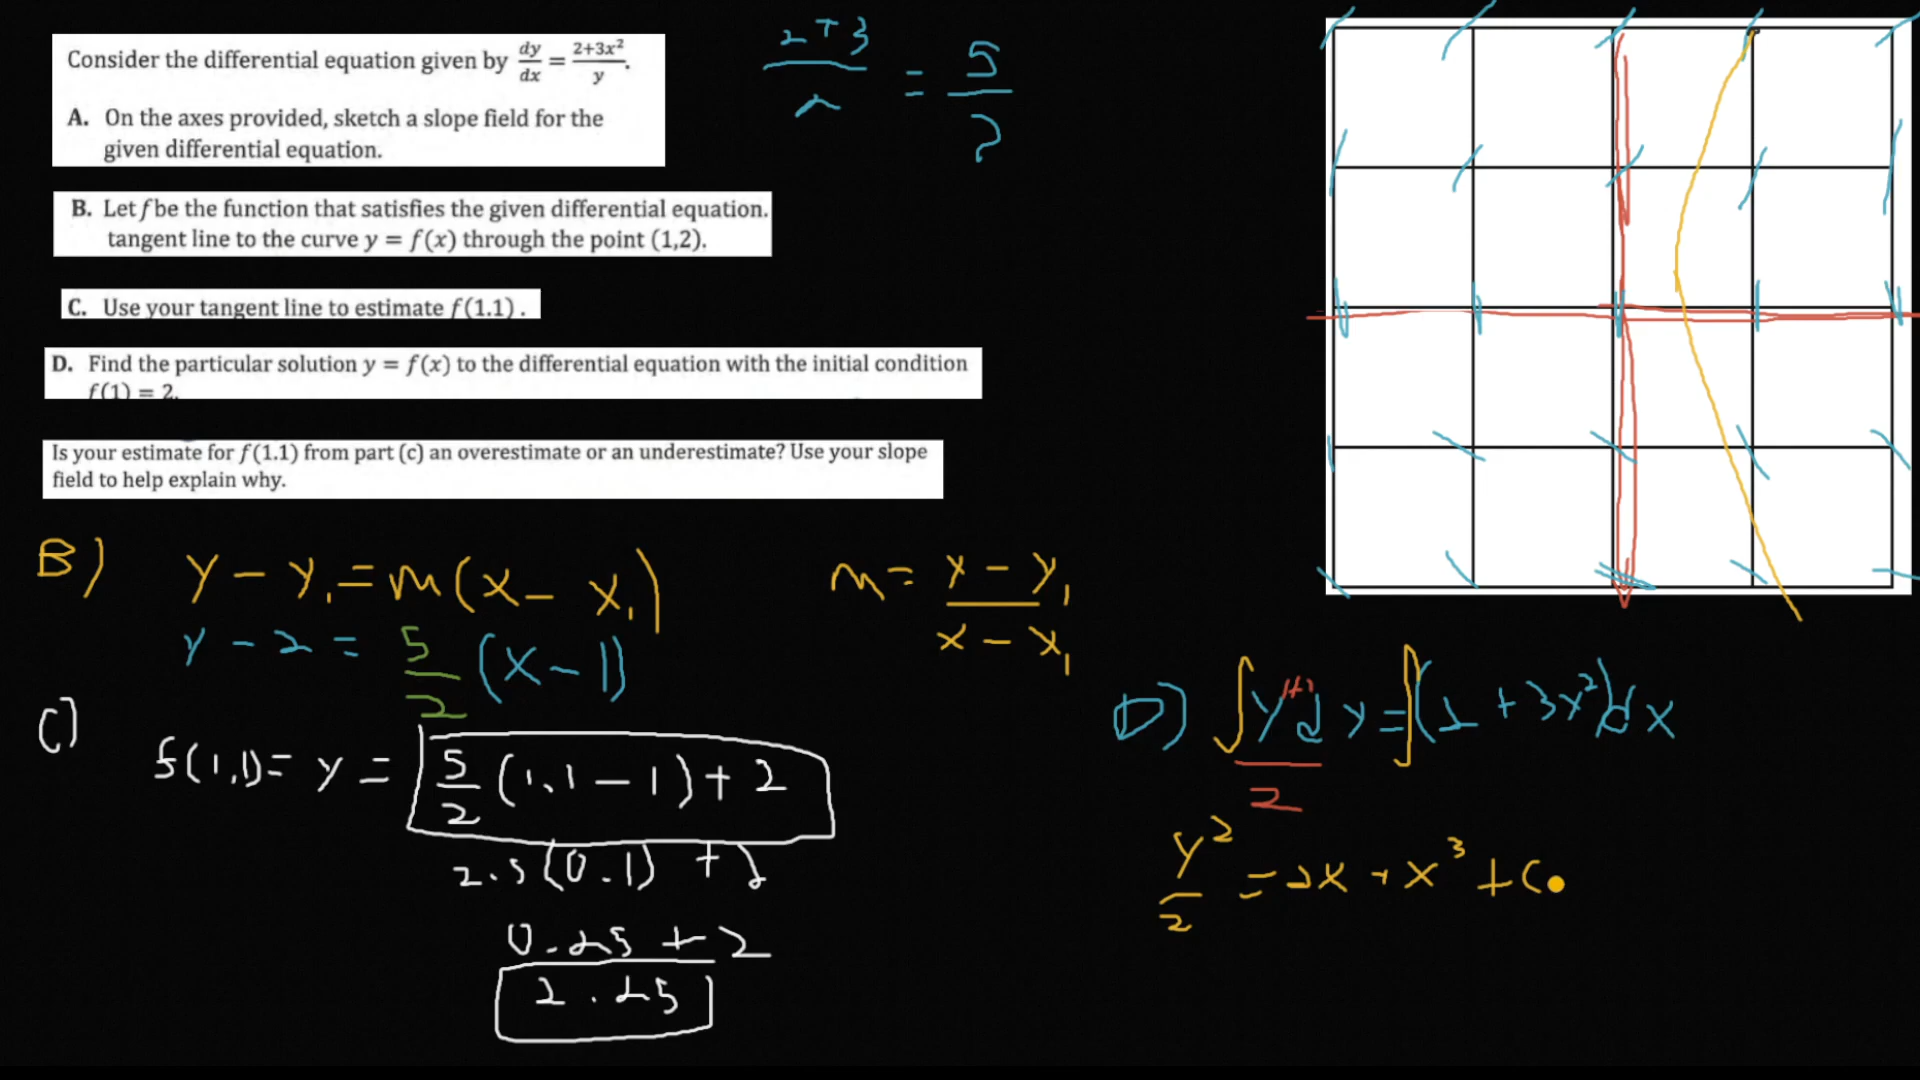 Consider the differential equation given by dy/dx = 2+3x²/y.
A. On the axes provided, sketch a slope field for the
given differential equation.
B. Let f be the function that satisfies the given differential equation.
tangent line to the curve y = f(x) through the point (1,2).
C. Use your tangent line to estimate f(1.1).
D. Find the particular solution y = f(x) to the differential equation with the initial condition
f(1) = 2.
Is your estimate for f(1.1) from part (c) an overestimate or an underestimate? Use your slope
field to help explain why.
2+3/2 = 5/2
B) y - y₁ = m(x - x₁)
y - 2 = 5/2 (x - 1)
m = y - y₁ / x - x₁
C) f(1.1) = y = 5/2 (1.1 - 1) + 2
2.5(0.1) + 2
0.25 + 2
2.25
D) ∫ y¹⁺¹ dy = ∫(2 + 3x²)dx
2
y²/2 = 2x + x³ + C